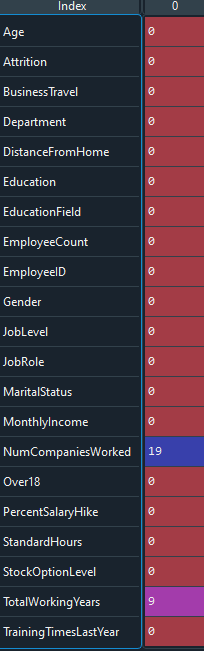 Index 0
Age 0
Attrition 0
BusinessTravel 0
Department 0
DistanceFromHome 0
Education 0
EducationField 0
EmployeeCount 0
EmployeeID 0
Gender 0
JobLevel 0
JobRole 0
MaritalStatus 0
MonthlyIncome 0
NumCompaniesWorked 19
Over18 0
PercentSalaryHike 0
StandardHours 0
StockOptionLevel 0
TotalWorkingYears 9
TrainingTimesLastYear 0